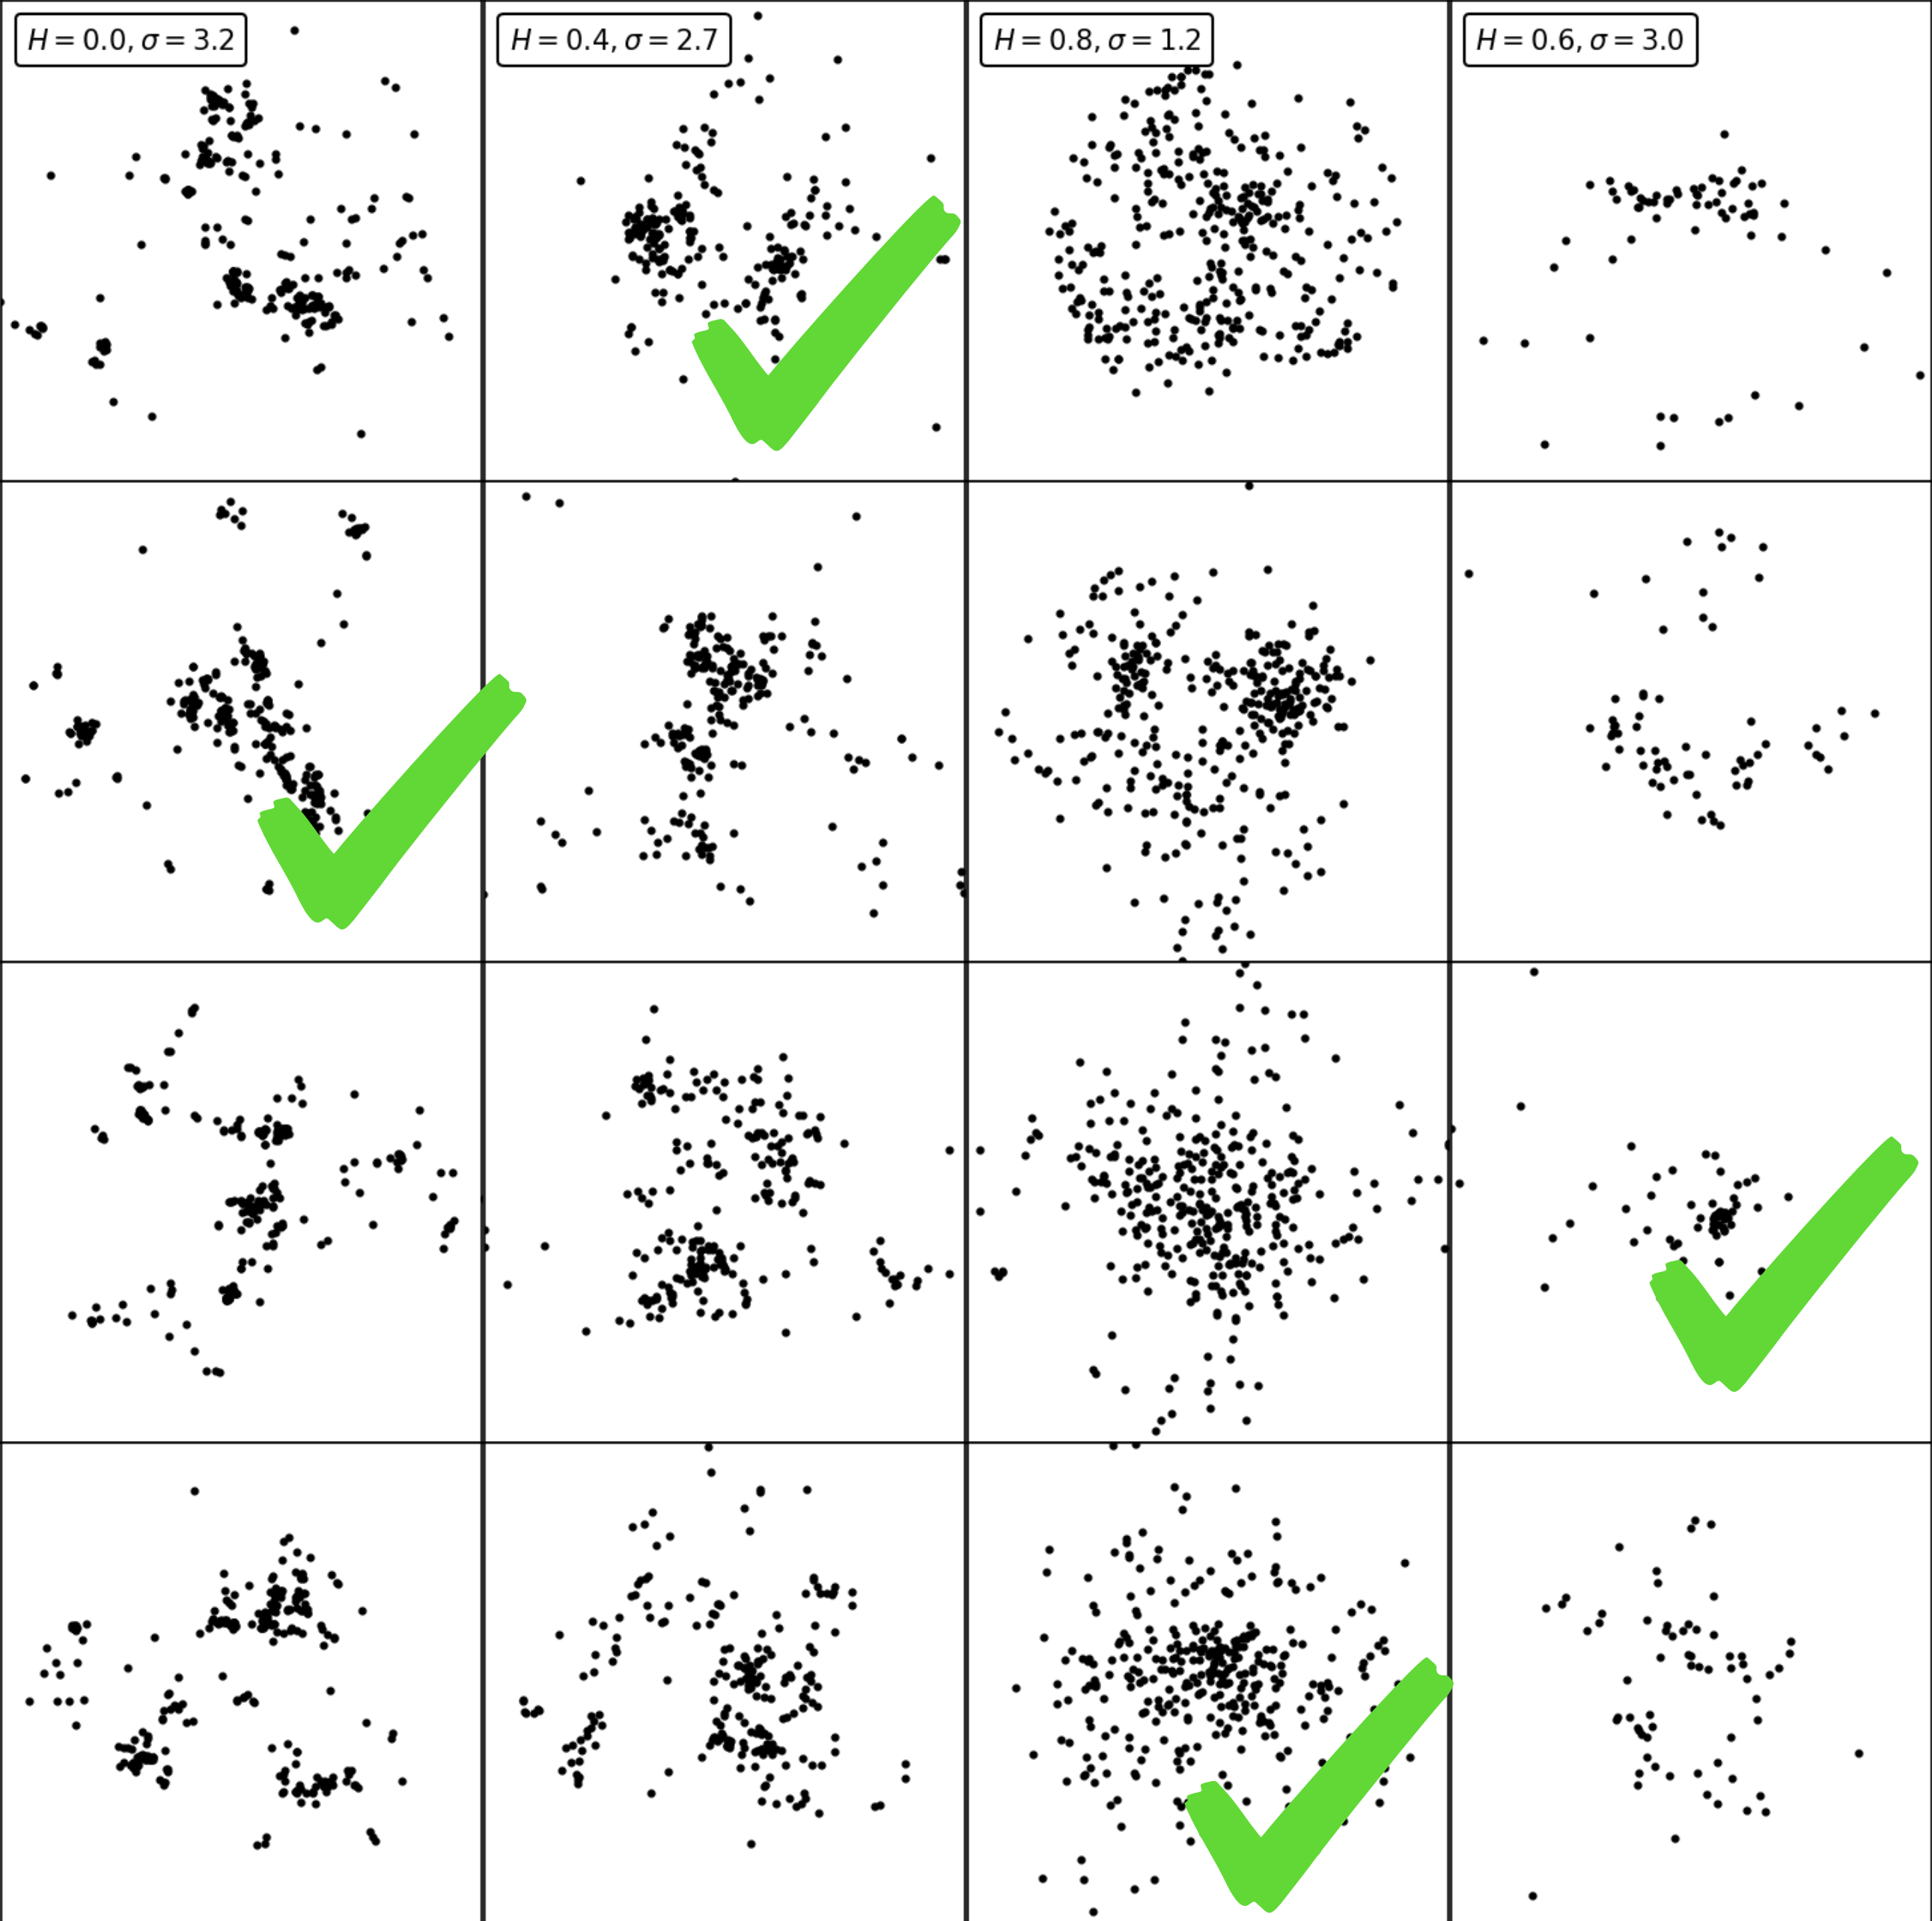 H = 0.0, σ = 3.2
H = 0.4, σ = 2.7
H = 0.8, σ = 1.2
H = 0.6, σ = 3.0